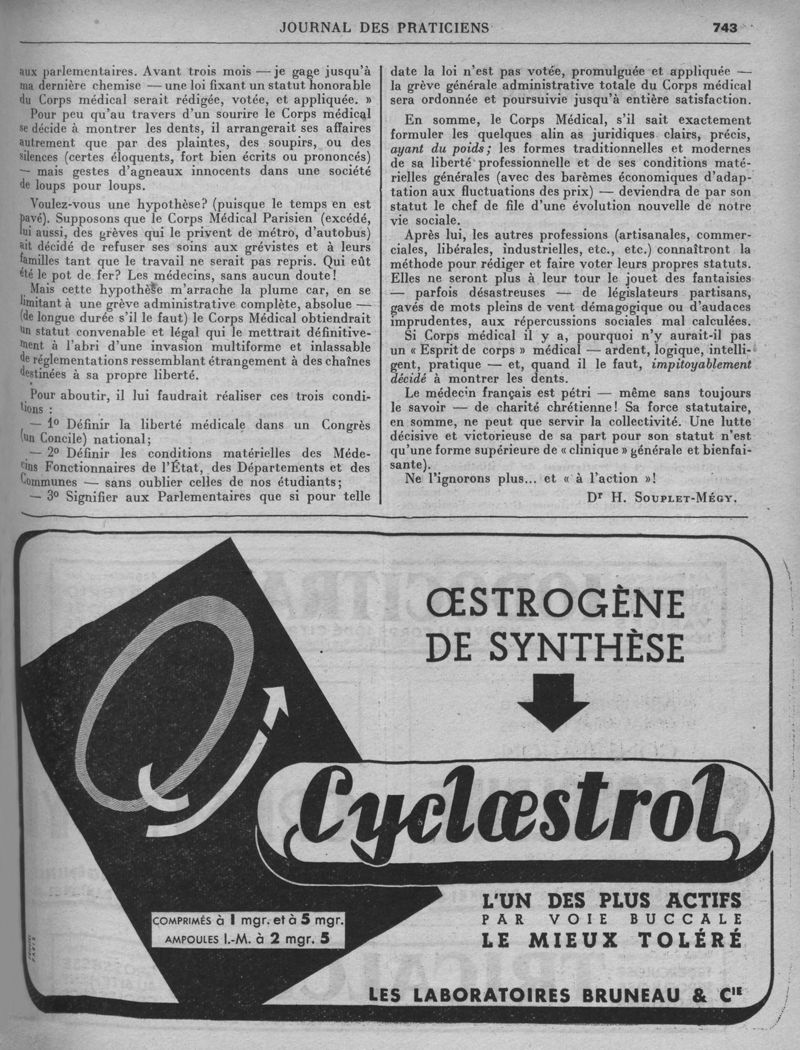 JOURNAL DES PRATICIENS
743
aux parlementaires. Avant trois mois — je gage jusqu'à
ma dernière chemise — une loi fixant un statut honorable
du Corps médical serait rédigée, votée, et appliquée. »
Pour peu qu'au travers d'un sourire le Corps médical
se décide à montrer les dents, il arrangerait ses affaires
autrement que par des plaintes, des soupirs, ou des
silences (certes éloquents, fort bien écrits ou prononcés)
— mais gestes d'agneaux innocents dans une société
de loups pour loups.
Voulez-vous une hypothèse? (puisque le temps en est
pavé). Supposons que le Corps Médical Parisien (excédé,
lui aussi, des grèves qui le privent de métro, d'autobus)
ait décidé de refuser ses soins aux grévistes et à leurs
familles tant que le travail ne serait pas repris. Qui eût
été le pot de fer? Les médecins, sans aucun doute!
Mais cette hypothèse m'arrache la plume car, en se
limitant à une grève administrative complète, absolue —
(de longue durée s'il le faut) le Corps Médical obtiendrait
un statut convenable et légal qui le mettrait définitive-
ment à l'abri d'une invasion multiforme et inlassable
de réglementations ressemblant étrangement à des chaînes
destinées à sa propre liberté.
Pour aboutir, il lui faudrait réaliser ces trois condi-
tions :
— 1º Définir la liberté médicale dans un Congrès
(un Concile) national;
— 2º Définir les conditions matérielles des Méde-
cins Fonctionnaires de l'État, des Départements et des
Communes — sans oublier celles de nos étudiants;
— 3º Signifier aux Parlementaires que si pour telle
date la loi n'est pas votée, promulguée et appliquée —
la grève générale administrative totale du Corps médical
sera ordonnée et poursuivie jusqu'à entière satisfaction.
En somme, le Corps Médical, s'il sait exactement
formuler les quelques alin as juridiques clairs, précis,
ayant du poids; les formes traditionnelles et modernes
de sa liberté professionnelle et de ses conditions maté-
rielles générales (avec des barèmes économiques d'adap-
tation aux fluctuations des prix) — deviendra de par son
statut le chef de file d'une évolution nouvelle de notre
vie sociale.
Après lui, les autres professions (artisanales, commer-
ciales, libérales, industrielles, etc., etc.) connaîtront la
méthode pour rédiger et faire voter leurs propres statuts.
Elles ne seront plus à leur tour le jouet des fantaisies
— parfois désastreuses — de législateurs partisans,
gavés de mots pleins de vent démagogique ou d'audaces
imprudentes, aux répercussions sociales mal calculées.
Si Corps médical il y a, pourquoi n'y aurait-il pas
un « Esprit de corps » médical — ardent, logique, intelli-
gent, pratique — et, quand il le faut, impitoyablement
décidé à montrer les dents.
Le médecin français est pétri — même sans toujours
le savoir — de charité chrétienne! Sa force statutaire,
en somme, ne peut que servir la collectivité. Une lutte
décisive et victorieuse de sa part pour son statut n'est
qu'une forme supérieure de « clinique » générale et bienfai-
sante).
Ne l'ignorons plus... et « à l'action »!
Dr H. SOUPLET-MÉGY.
ŒSTROGÈNE
DE SYNTHÈSE
Cyclœstrol
COMPRIMÉS à 1 mgr. et à 5 mgr.
AMPOULES I.-M. à 2 mgr. 5
L'UN DES PLUS ACTIFS
PAR VOIE BUCCALE
LE MIEUX TOLÉRÉ
LES LABORATOIRES BRUNEAU & CIE